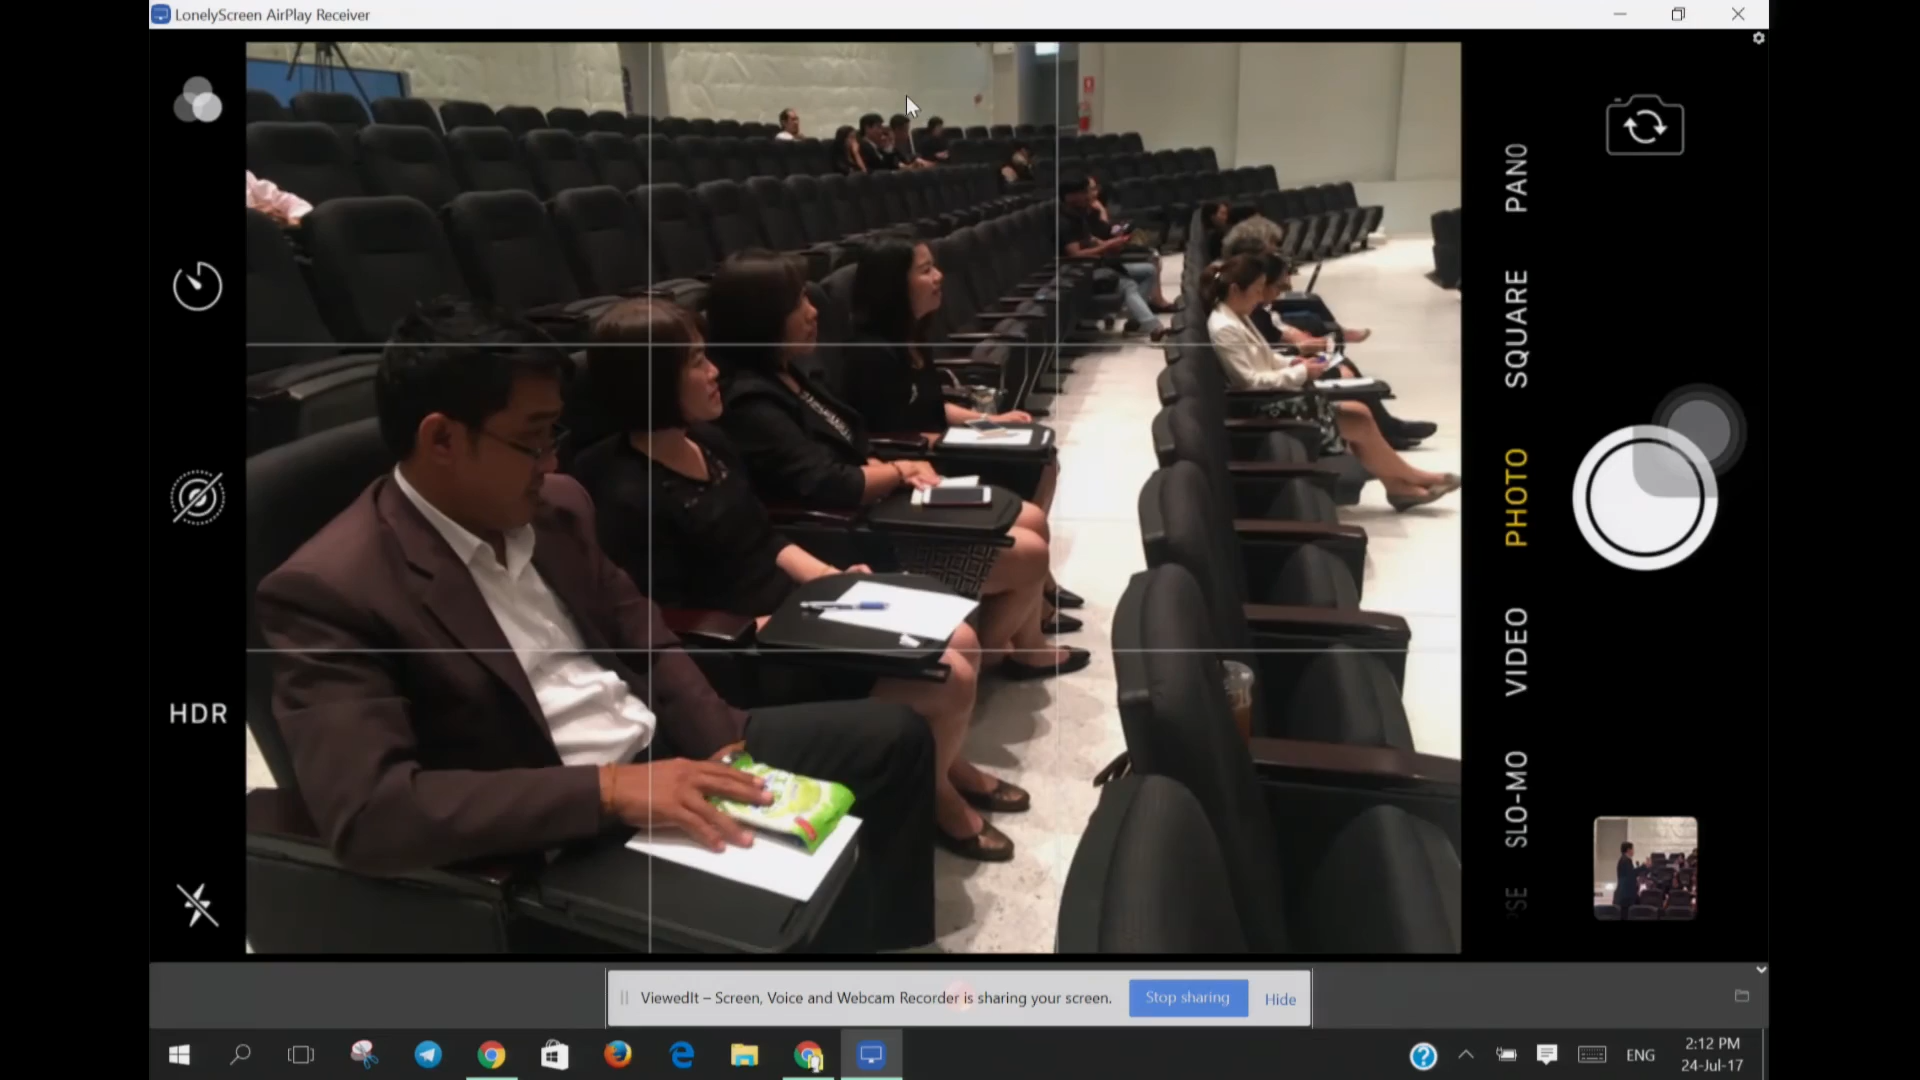 LonelyScreen AirPlay Receiver
PANO
SQUARE
PHOTO
VIDEO
SLO-MO
SE
HDR
ViewedIt – Screen, Voice and Webcam Recorder is sharing your screen.
Stop sharing
Hide
ENG
2:12 PM
24-Jul-17